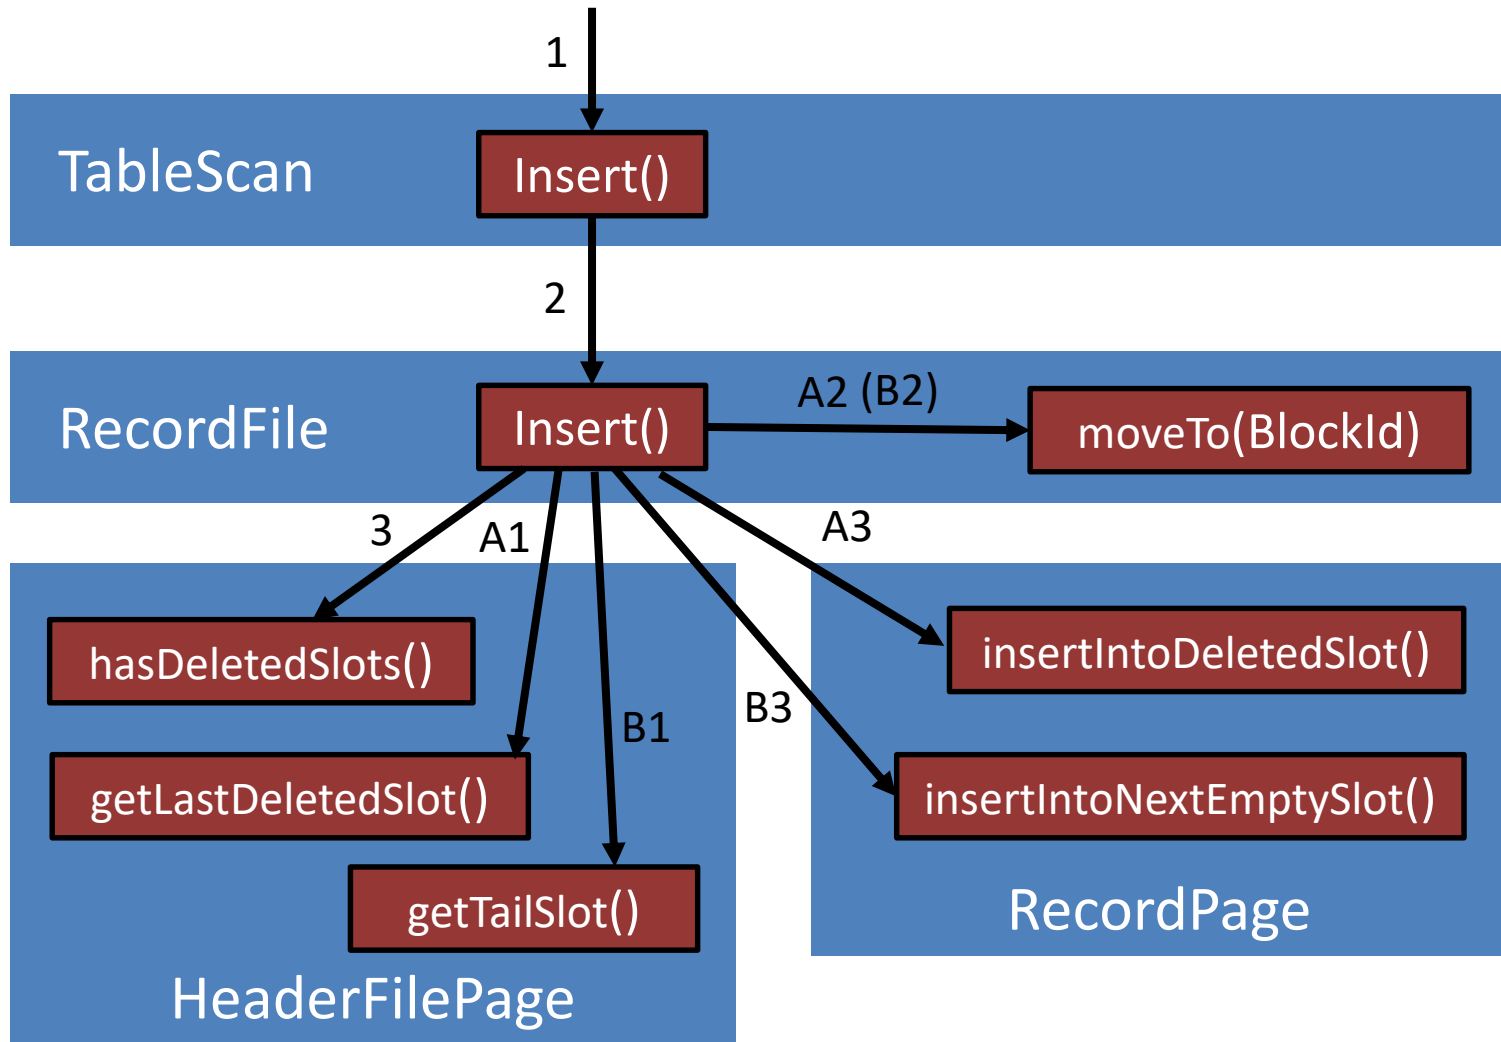 1
TableScan
Insert()
2
RecordFile
Insert()
A2 (B2)
moveTo(BlockId)
3
A1
A3
hasDeletedSlots()
insertIntoDeletedSlot()
B1
B3
getLastDeletedSlot()
insertIntoNextEmptySlot()
getTailSlot()
RecordPage
HeaderFilePage